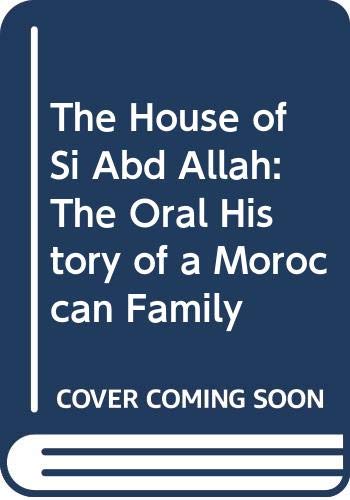 The House of
Si Abd Allah:
The Oral His
tory of a Moroc
can Family
COVER COMING SOON